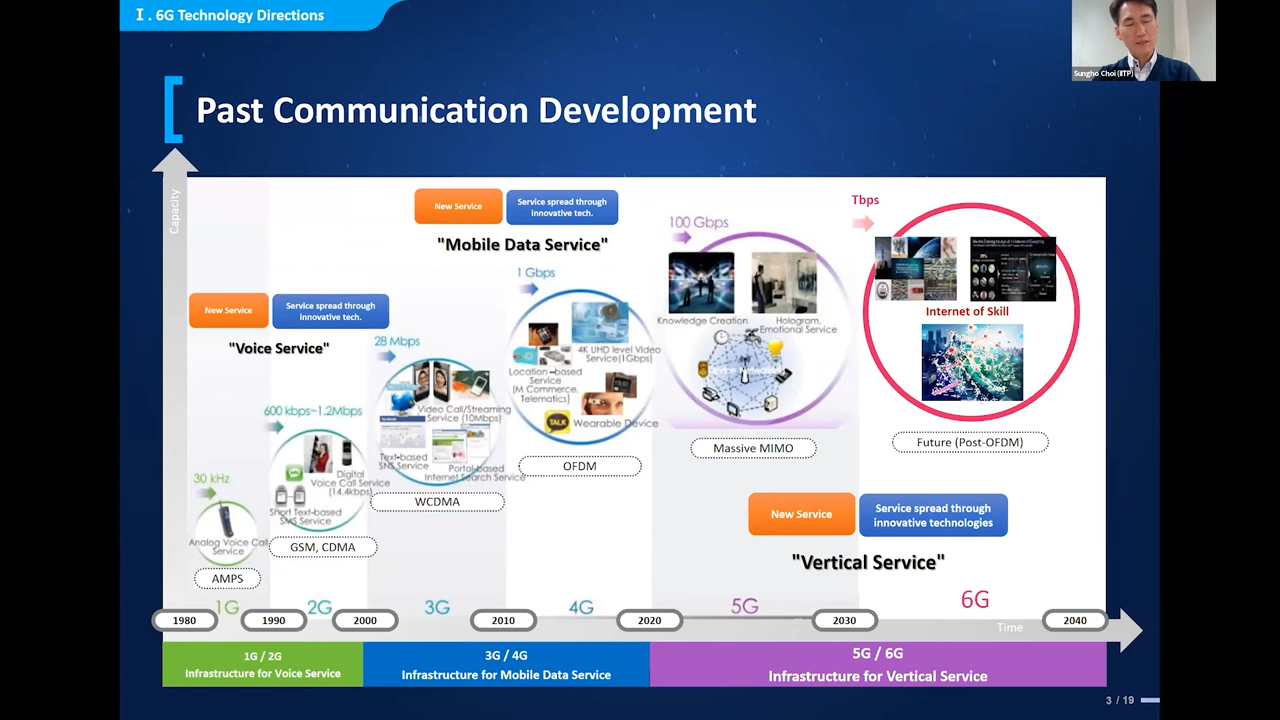 I . 6G Technology Directions
Sungho Choi (IITP)
Past Communication Development
Capacity
New Service
Service spread through
innovative tech.
"Mobile Data Service"
New Service
Service spread through
innovative tech.
"Voice Service"
30 kHz
Analog Voice Call
Service
AMPS
600 kbps~1.2Mbps
Digital
Voice Call Service
(14.4kbps)
Short Text-based
SMS Service
GSM, CDMA
28 Mbps
Video Call/Streaming
Service (10Mbps)
Text-based
SNS Service
Portal-based
Internet Search Service
WCDMA
1 Gbps
4K UHD level Video
Service(1Gbps)
Location-based
Service
(M Commerce,
Telematics)
TALK
Wearable Device
OFDM
100 Gbps
Knowledge Creation
Hologram,
Emotional Service
Massive MIMO
Tbps
Internet of Skill
Future (Post-OFDM)
New Service
Service spread through
innovative technologies
"Vertical Service"
1G
2G
3G
4G
5G
6G
1980
1990
2000
2010
2020
2030
2040
Time
1G / 2G
Infrastructure for Voice Service
3G / 4G
Infrastructure for Mobile Data Service
5G / 6G
Infrastructure for Vertical Service
3 / 19